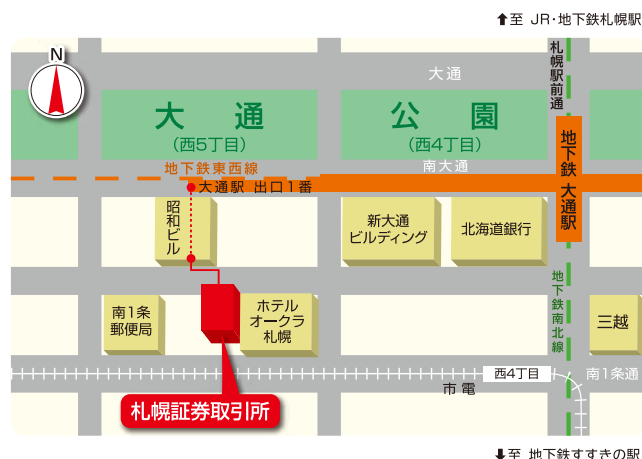 ⬆至 JR・地下鉄札幌駅
N
大通
札幌駅前通
大通
公園
(西5丁目)
(西4丁目)
地下鉄東西線
南大通
大通駅 出口1番
地下鉄 大通駅
昭和ビル
新大通
ビルディング
北海道銀行
地下鉄南北線
南1条
郵便局
ホテル
オークラ
札幌
三越
西4丁目
南1条通
市電
札幌証券取引所
⬇至 地下鉄すすきの駅